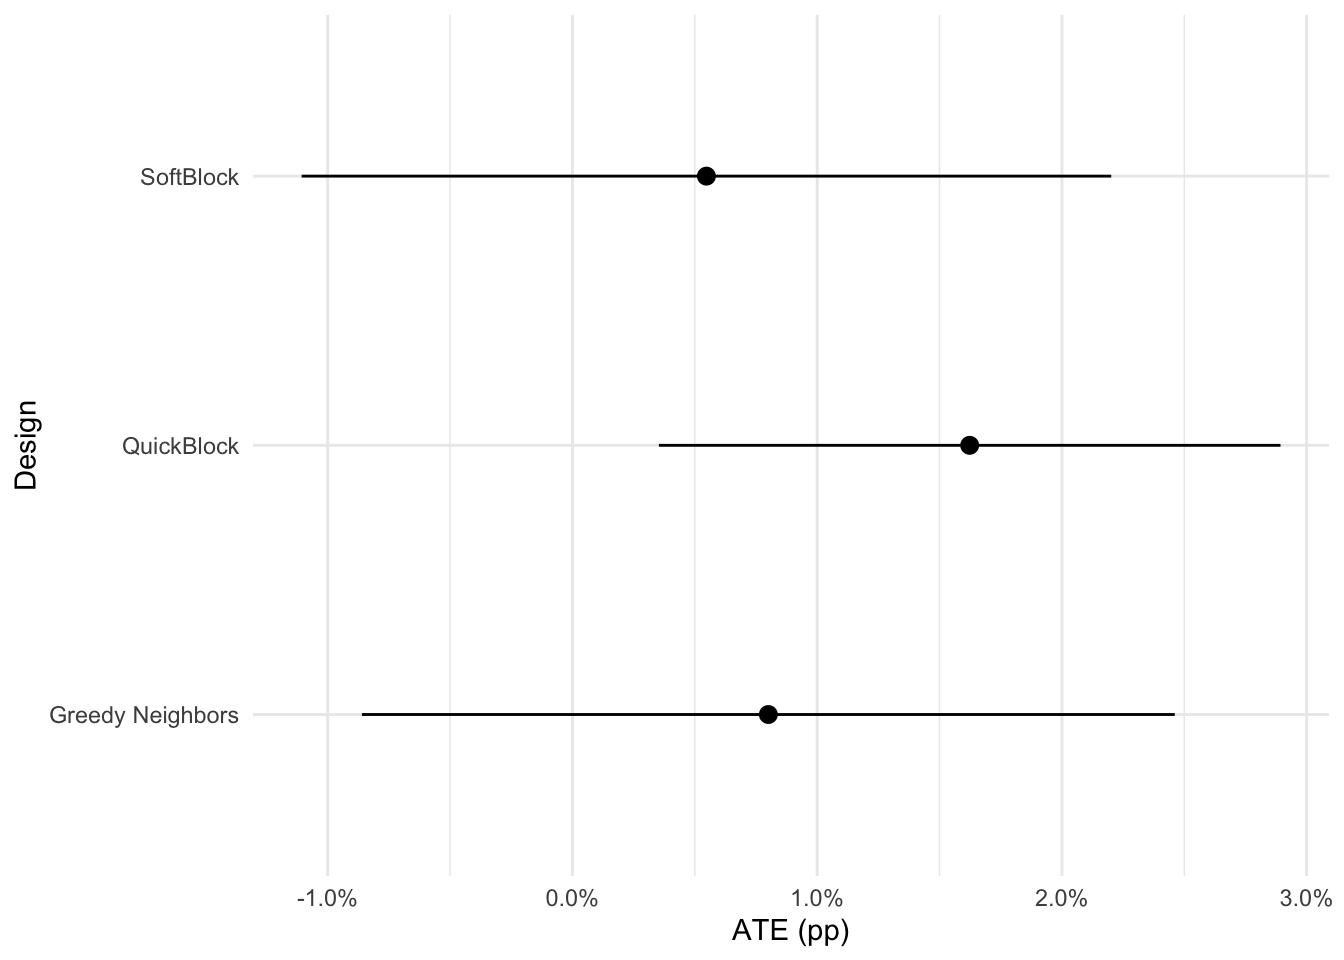 SoftBlock
QuickBlock
Greedy Neighbors
Design
-1.0% 0.0% 1.0% 2.0% 3.0%
ATE (pp)